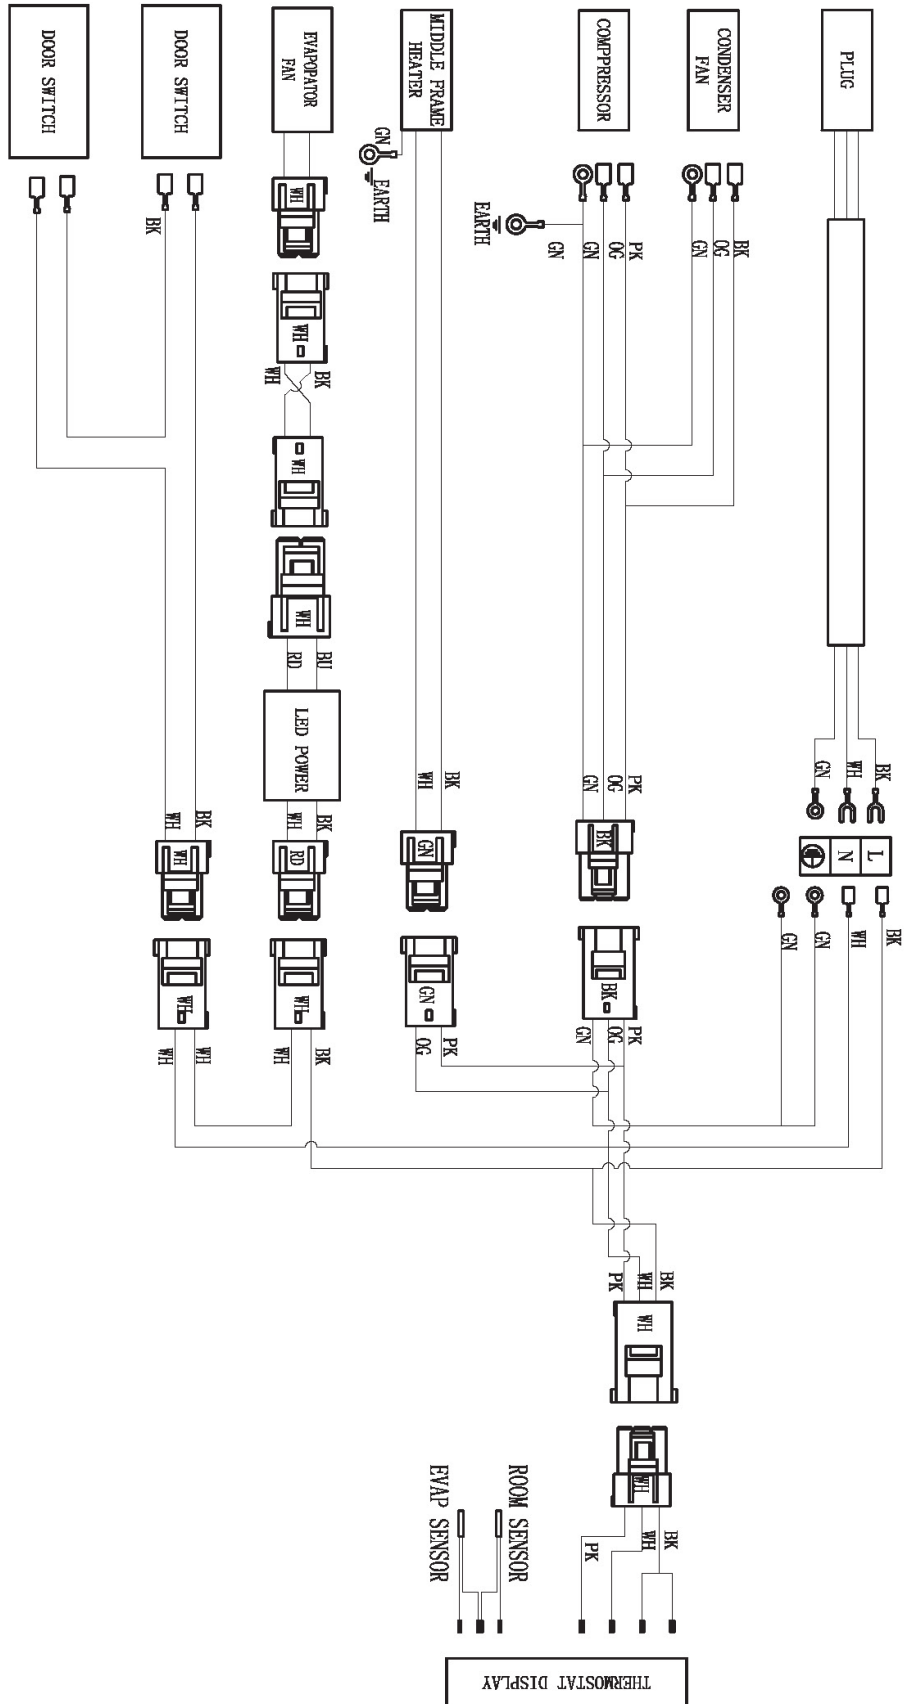 DOOR SWITCH
DOOR SWITCH
EVAPOPATOR
FAN
MIDDLE FRAME
HEATER
COMPPRESSOR
CONDENSER
FAN
PLUG
GN
EARTH
EARTH
BK
WH
GN
GN
OG
PK
GN
OG
BK
WH
WH
BK
WH
WH
RD
BU
LED POWER
GN
WH
BK
WH
BK
WH
BK
WH
BK
GN
OG
PK
WH
RD
GN
BK
N
L
GN
GN
WH
BK
WH
WH
GN
BK
WH
WH
WH
BK
OG
PK
GN
OG
PK
PK
WH
BK
WH
WH
EVAP SENSOR
ROOM SENSOR
PK
WH
BK
THERMOSTAT DISPLAY